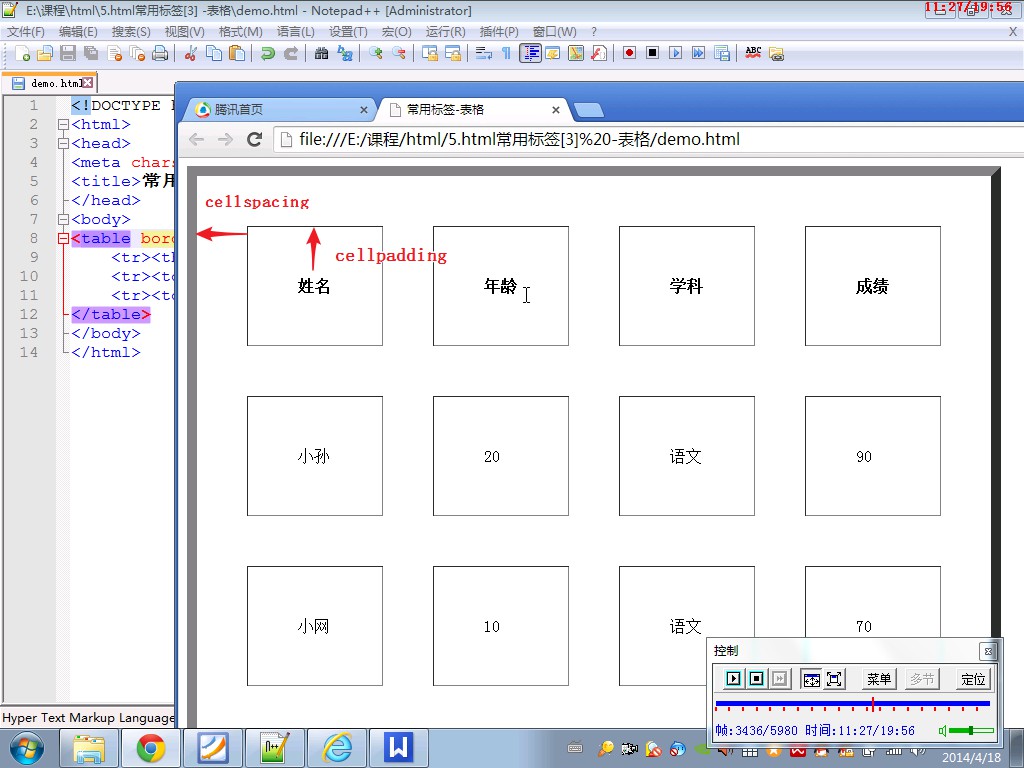 E:\课程\html\5.html常用标签[3] -表格\demo.html - Notepad++ [Administrator]
11:27/19:56
文件(F) 编辑(E) 搜索(S) 视图(V) 格式(M) 语言(L) 设置(T) 宏(O) 运行(R) 插件(P) 窗口(W) ? X
demo.html
1 <!DOCTYPE
2 <html>
3 <head>
4 <meta chars
5 <title>常用
6 </head>
7 <body>
8 <table bord
9 <tr><th
10 <tr><td
11 <tr><td
12 </table>
13 </body>
14 </html>
腾讯首页
常用标签-表格
file:///E:/课程/html/5.html常用标签[3]%20-表格/demo.html
cellspacing
cellpadding
姓名 年龄 学科 成绩
小孙 20 语文 90
小网 10 语文 70
控制
菜单 多节 定位
帧:3436/5980 时间:11:27/19:56
Hyper Text Markup Language
2014/4/18